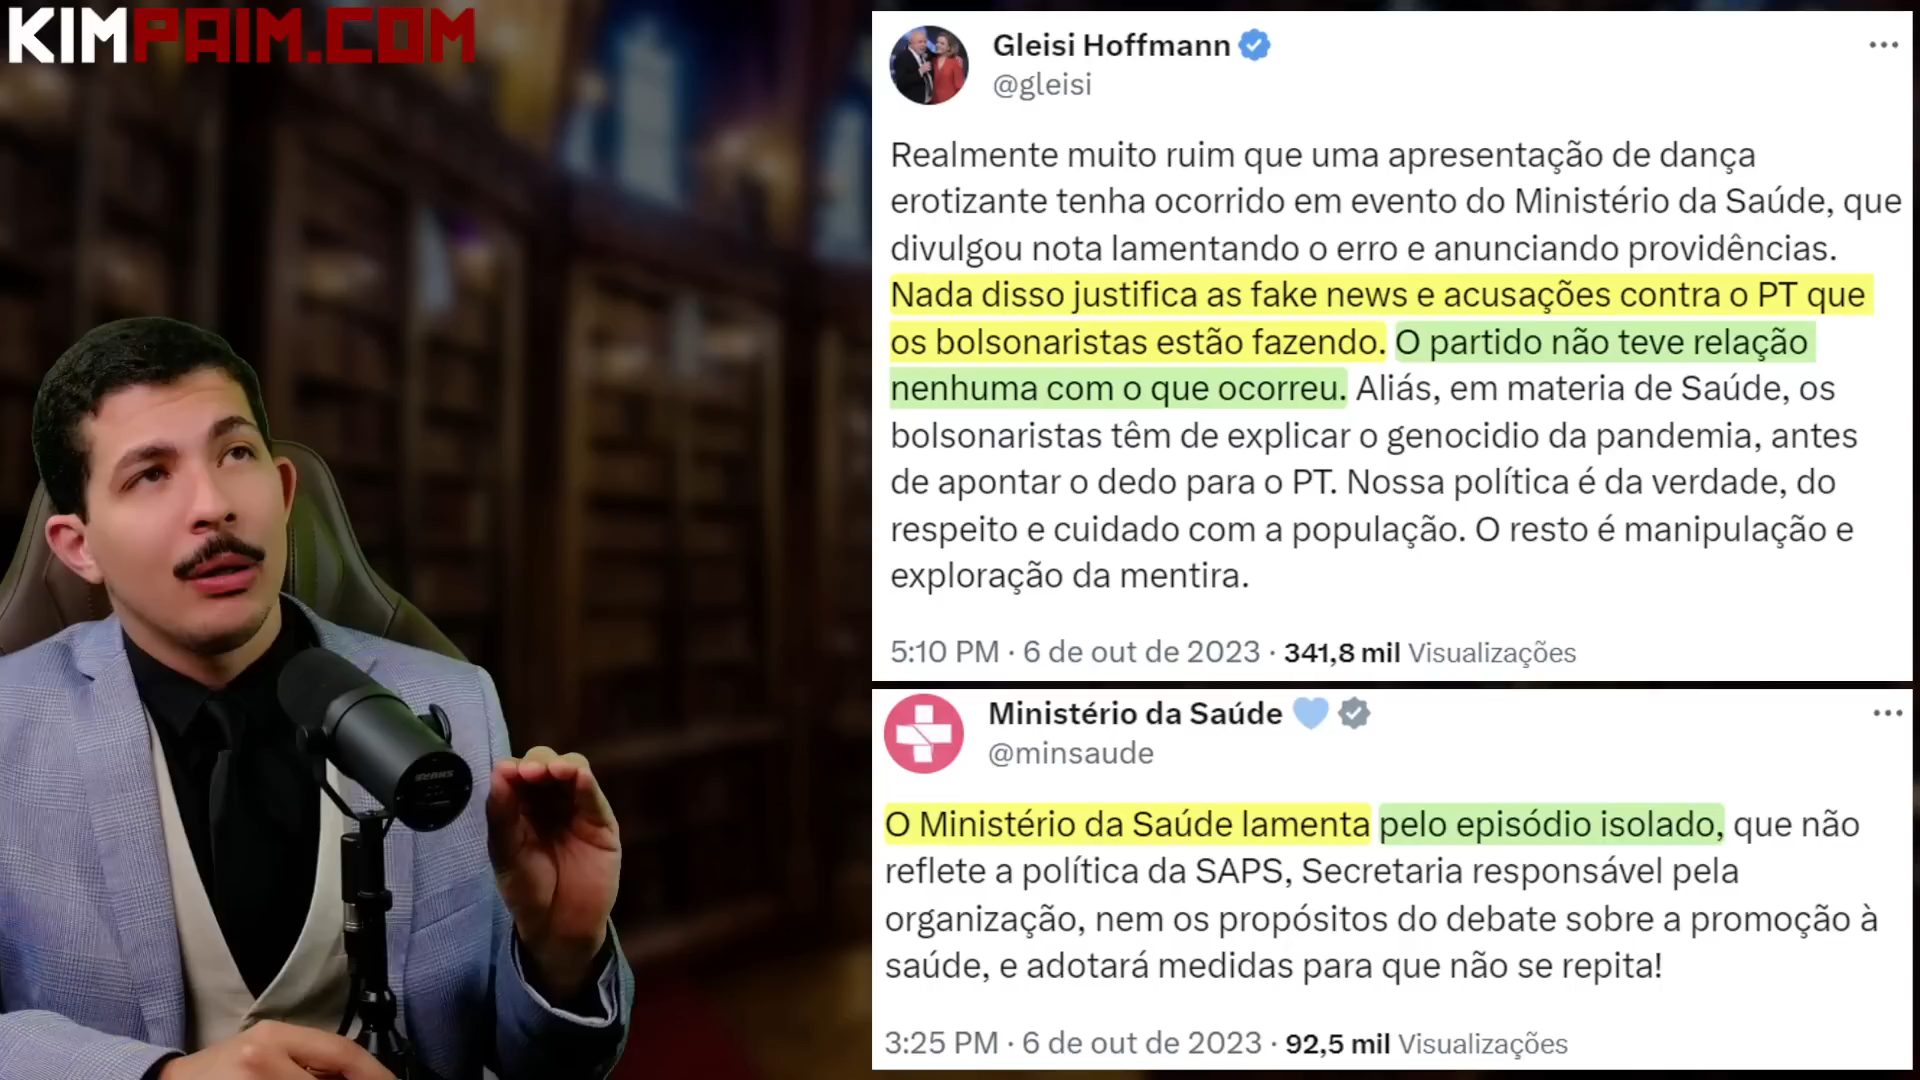 KIMPAIM.COM
Gleisi Hoffmann
@gleisi
Realmente muito ruim que uma apresentação de dança
erotizante tenha ocorrido em evento do Ministério da Saúde, que
divulgou nota lamentando o erro e anunciando providências.
Nada disso justifica as fake news e acusações contra o PT que
os bolsonaristas estão fazendo. O partido não teve relação
nenhuma com o que ocorreu. Aliás, em materia de Saúde, os
bolsonaristas têm de explicar o genocidio da pandemia, antes
de apontar o dedo para o PT. Nossa política é da verdade, do
respeito e cuidado com a população. O resto é manipulação e
exploração da mentira.
5:10 PM · 6 de out de 2023 · 341,8 mil Visualizações
Ministério da Saúde
@minsaude
O Ministério da Saúde lamenta pelo episódio isolado, que não
reflete a política da SAPS, Secretaria responsável pela
organização, nem os propósitos do debate sobre a promoção à
saúde, e adotará medidas para que não se repita!
3:25 PM · 6 de out de 2023 · 92,5 mil Visualizações